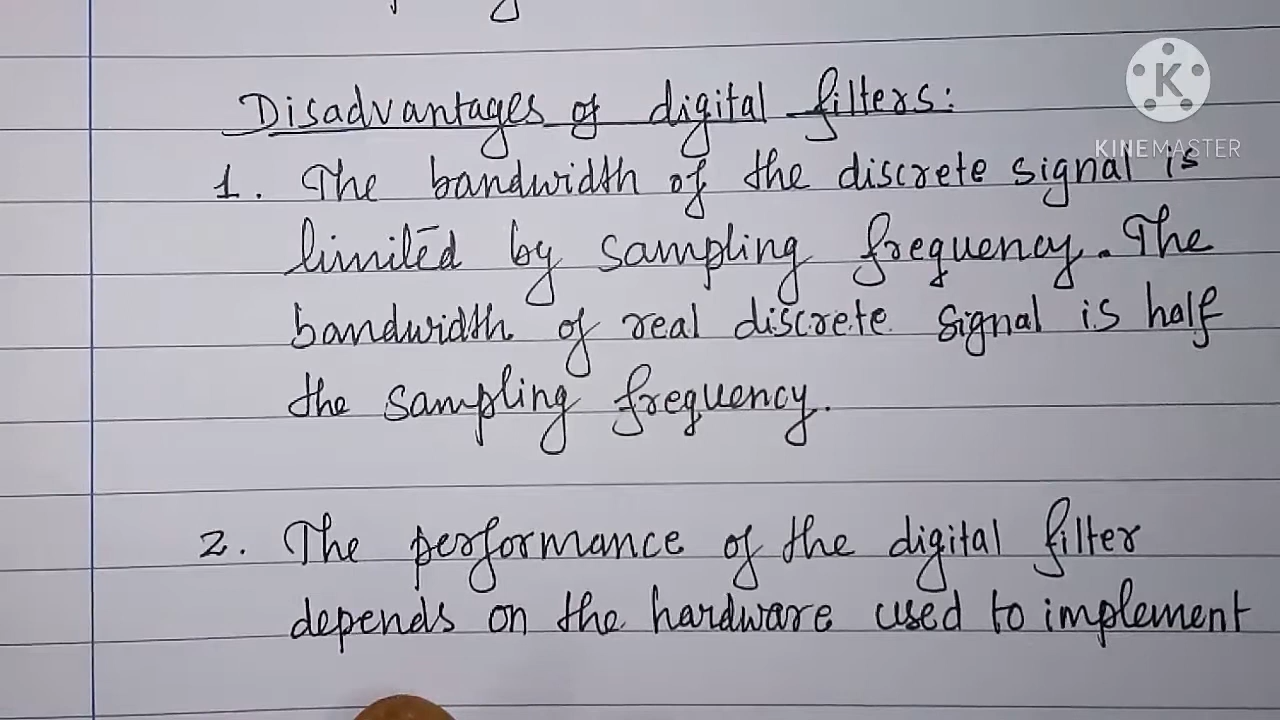 Disadvantages of digital filters:
K
KINEMASTER
1. The bandwidth of the discrete signal is
limited by sampling frequency. The
bandwidth of real discrete signal is half
the sampling frequency.
2. The performance of the digital filter
depends on the hardware used to implement